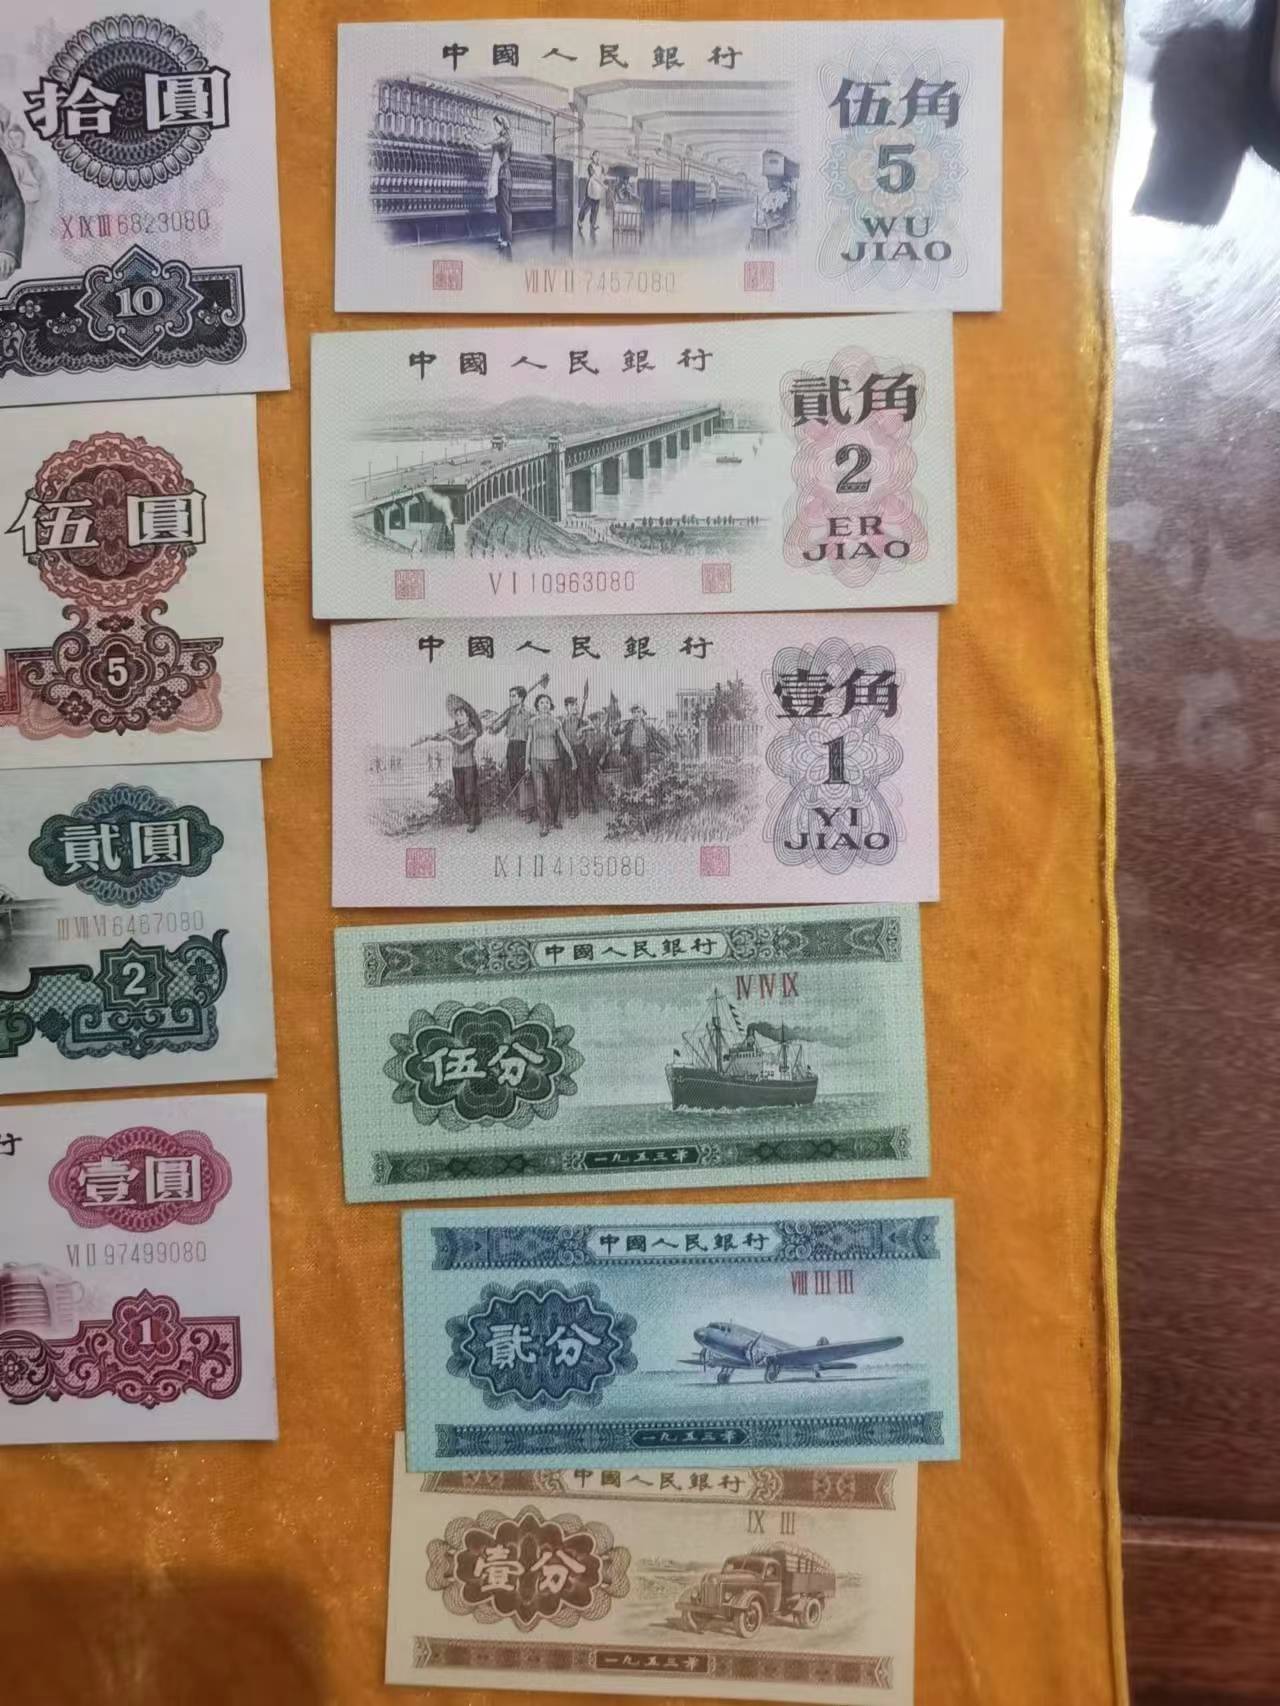 拾圓
X IX III 6823080
10
伍圓
5
貳圓
III VII VI 6467080
2
行
壹圓
VI II 97499080
1
中國人民銀行
伍角
5
WU
JIAO
VII IV II 7457080
中國人民銀行
貳角
2
ER
JIAO
V I 10963080
中國人民銀行
壹角
1
YI
JIAO
IX I II 4135080
中國人民銀行
IV IV IX
伍分
一九五三年
中國人民銀行
VIII III III
貳分
一九五三年
中國人民銀行
IX III
壹分
一九五三年